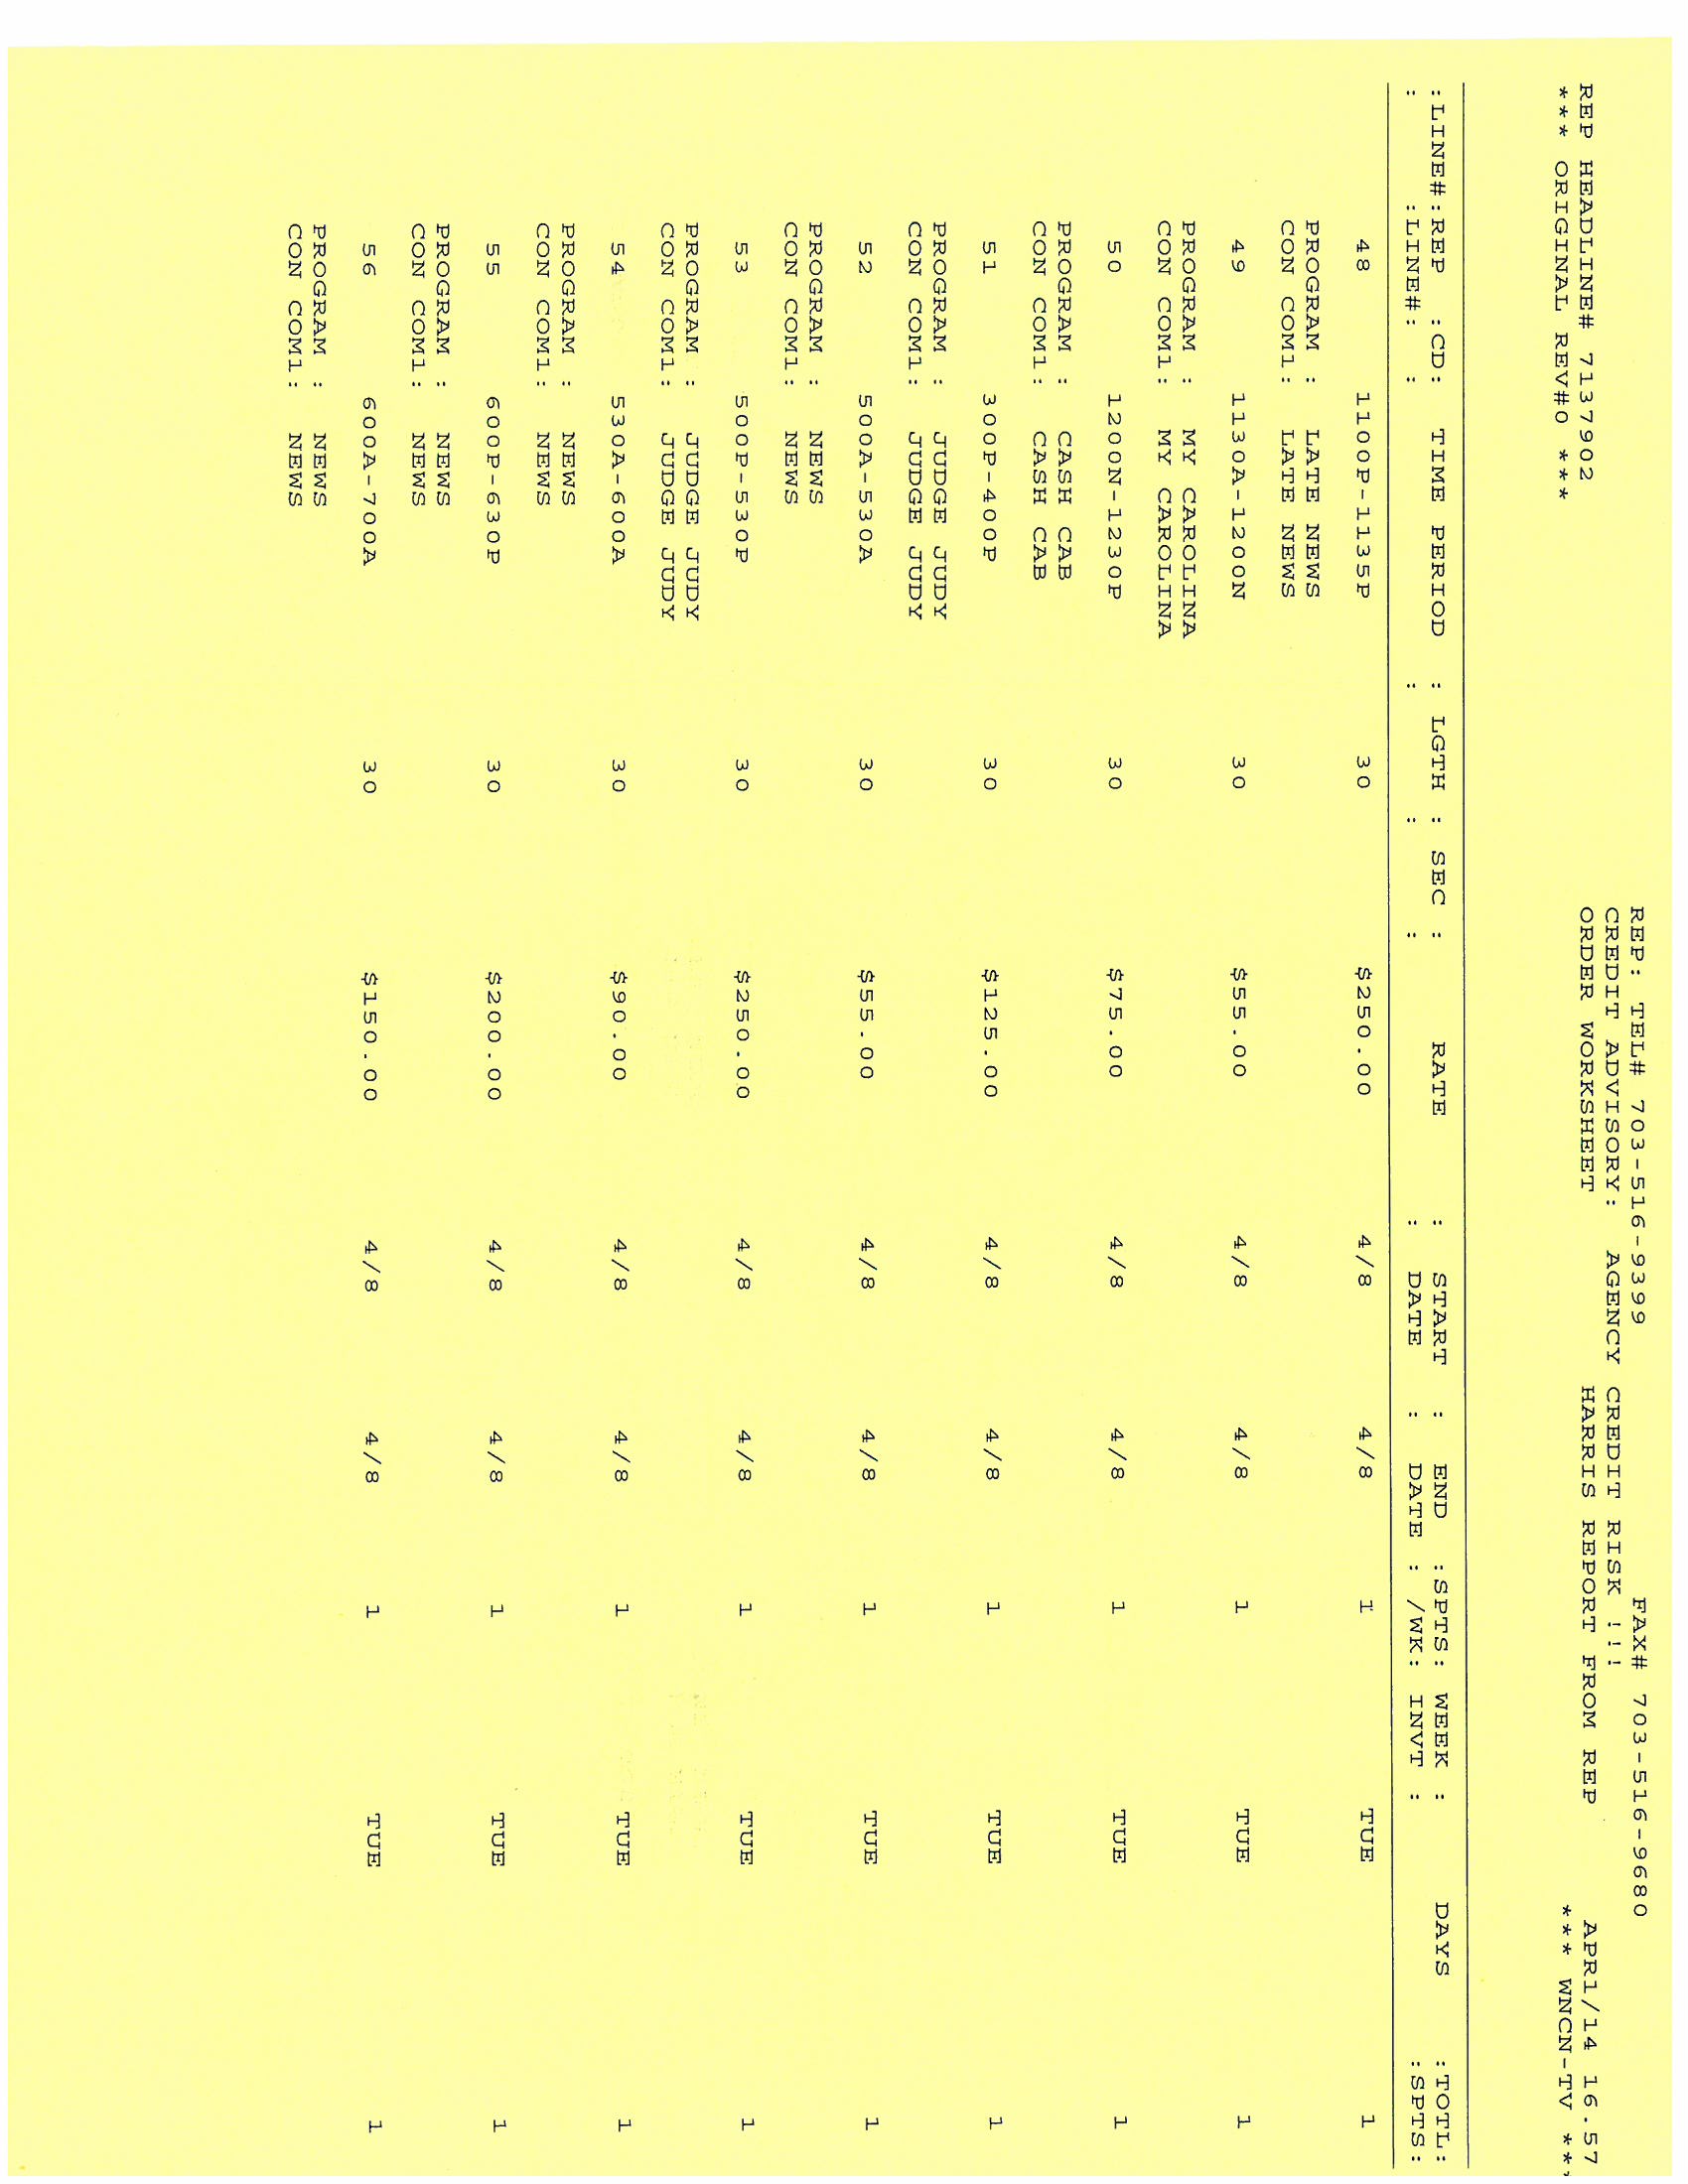 REP: TEL# 703-516-9399 FAX# 703-516-9680
CREDIT ADVISORY: AGENCY CREDIT RISK !!!
REP HEADLINE# 7137902 ORDER WORKSHEET HARRIS REPORT FROM REP APR1/14 16.57
*** ORIGINAL REV#0 *** *** WNCN-TV ***
:LINE#:REP :CD: TIME PERIOD : LGTH : SEC : RATE : START : END :SPTS: WEEK : DAYS :TOTL:
: :LINE#: : : : : : DATE : DATE : /WK: INVT : :SPTS:
48 1100P-1135P 30 $250.00 4/8 4/8 1 TUE 1
PROGRAM : LATE NEWS
CON COM1: LATE NEWS
49 1130A-1200N 30 $55.00 4/8 4/8 1 TUE 1
PROGRAM : MY CAROLINA
CON COM1: MY CAROLINA
50 1200N-1230P 30 $75.00 4/8 4/8 1 TUE 1
PROGRAM : CASH CAB
CON COM1: CASH CAB
51 300P-400P 30 $125.00 4/8 4/8 1 TUE 1
PROGRAM : JUDGE JUDY
CON COM1: JUDGE JUDY
52 500A-530A 30 $55.00 4/8 4/8 1 TUE 1
PROGRAM : NEWS
CON COM1: NEWS
53 500P-530P 30 $250.00 4/8 4/8 1 TUE 1
PROGRAM : JUDGE JUDY
CON COM1: JUDGE JUDY
54 530A-600A 30 $90.00 4/8 4/8 1 TUE 1
PROGRAM : NEWS
CON COM1: NEWS
55 600P-630P 30 $200.00 4/8 4/8 1 TUE 1
PROGRAM : NEWS
CON COM1: NEWS
56 600A-700A 30 $150.00 4/8 4/8 1 TUE 1
PROGRAM : NEWS
CON COM1: NEWS